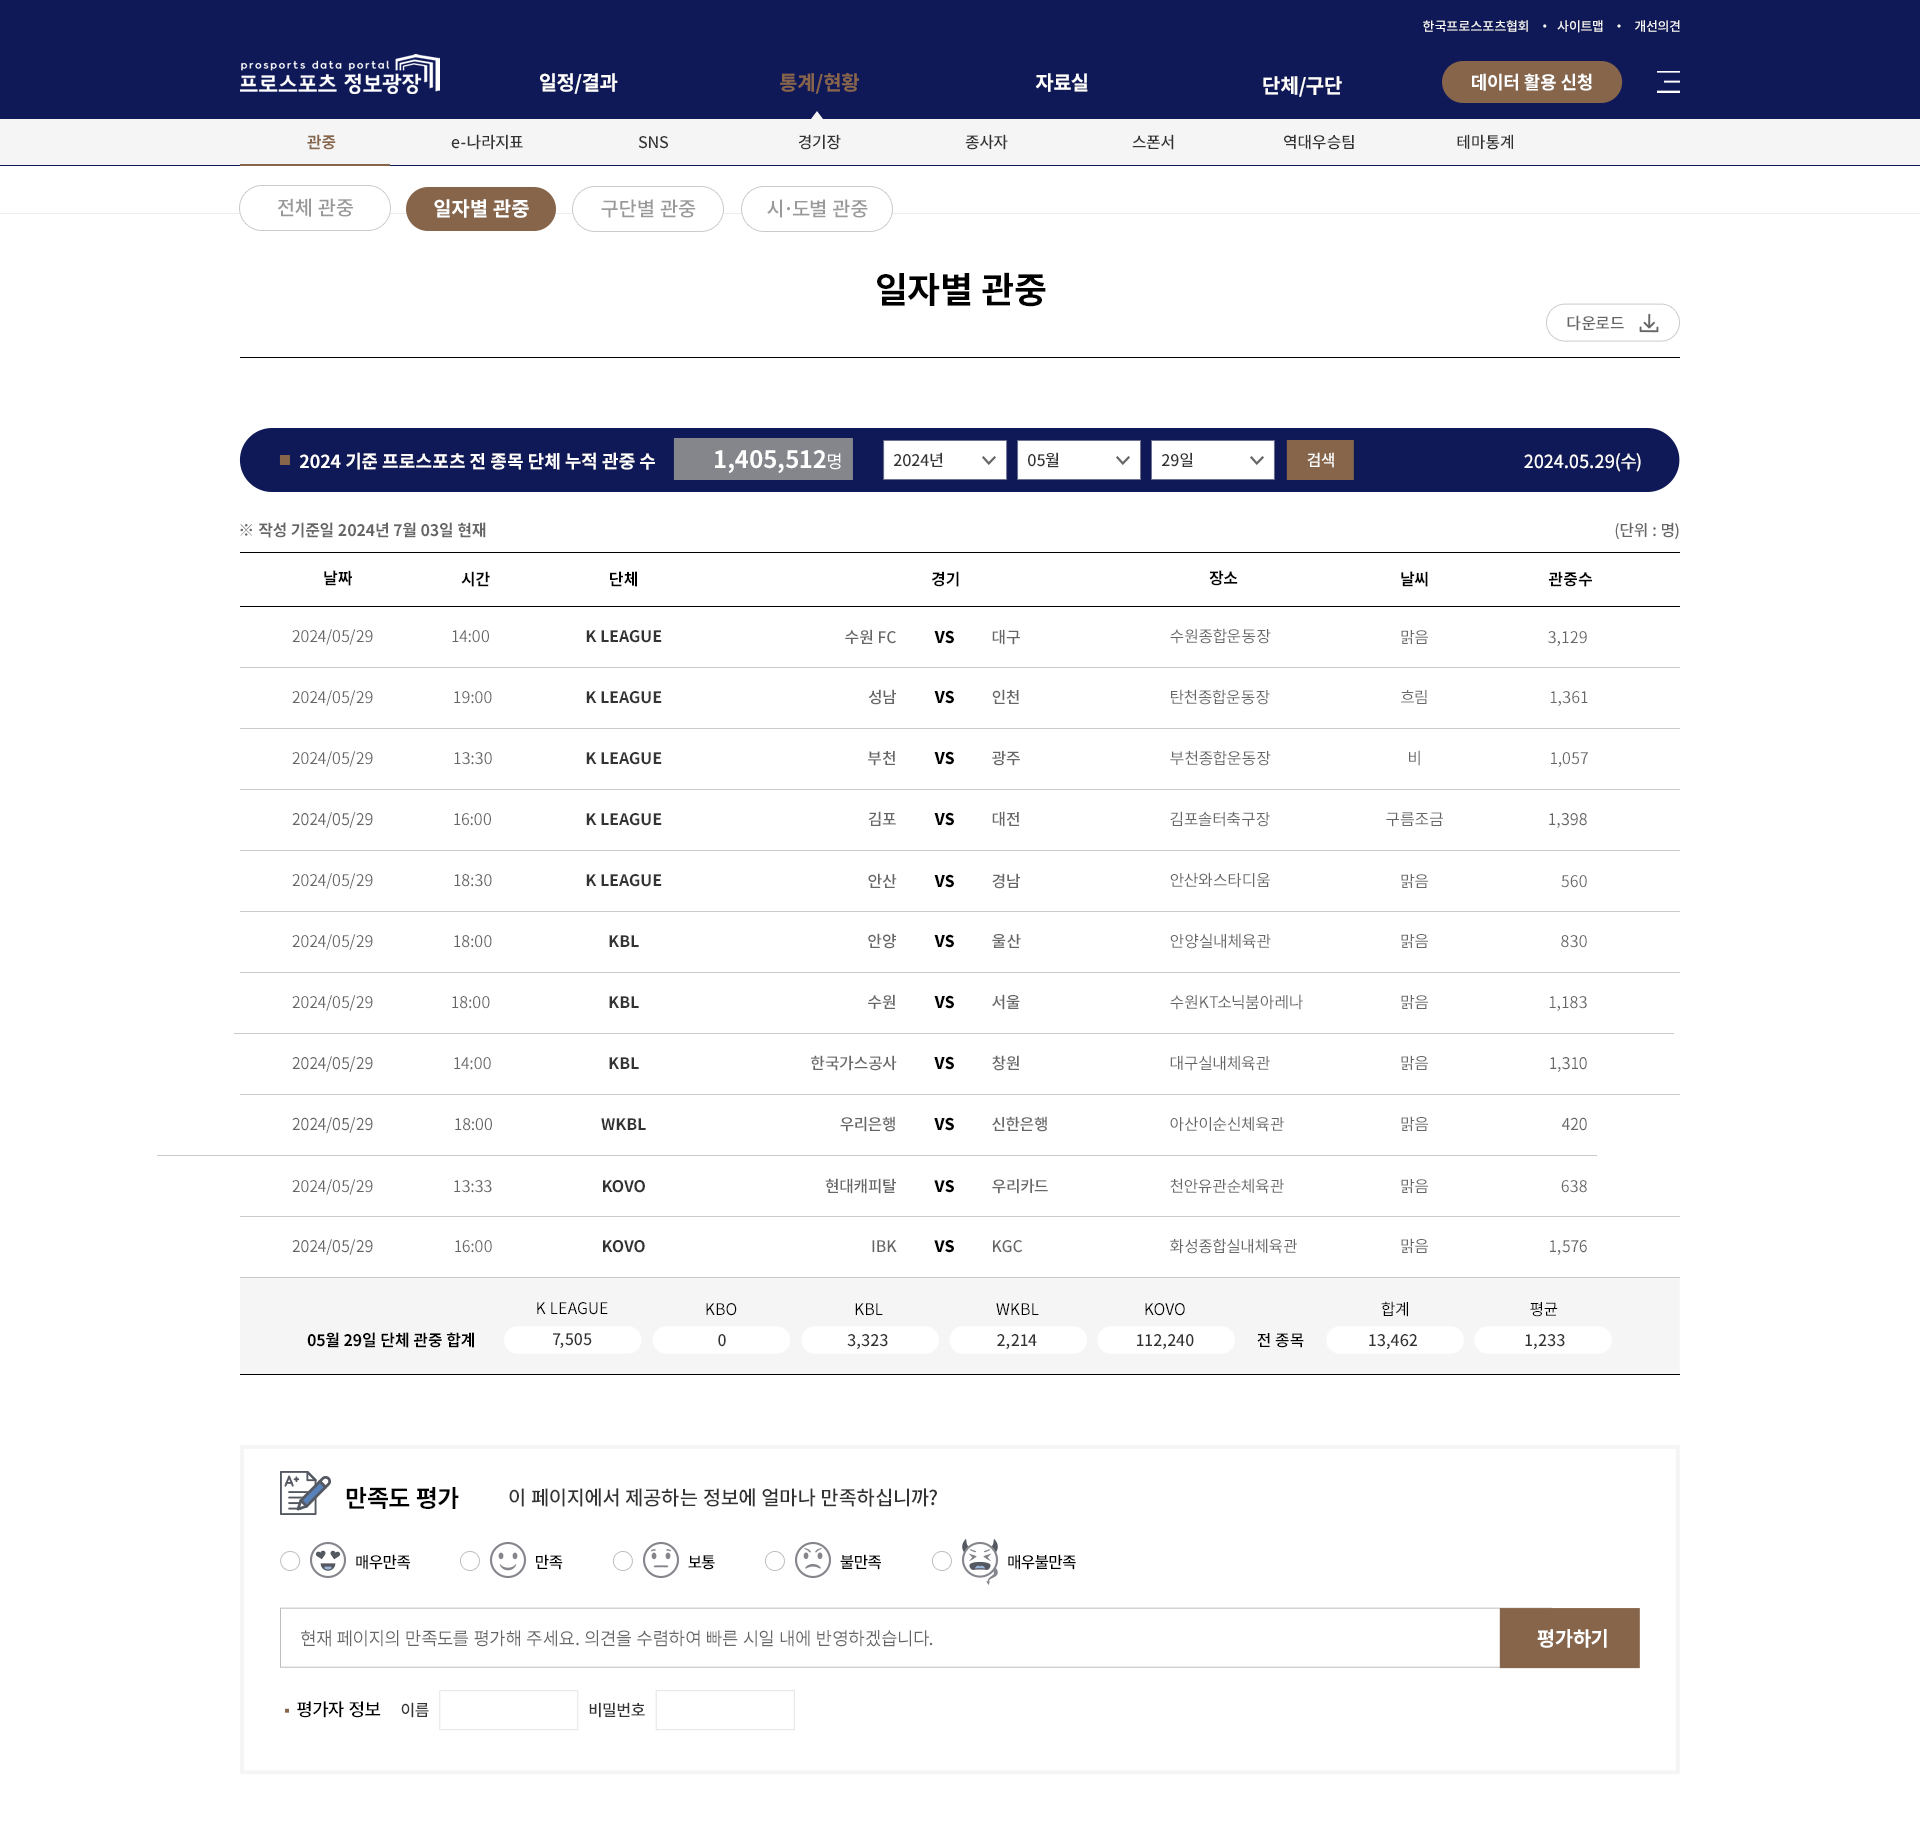 한국프로스포츠협회 • 사이트맵 • 개선의견
prosports data portal
프로스포츠 정보광장
일정/결과 통계/현황 자료실 단체/구단 데이터 활용 신청
관중 e-나라지표 SNS 경기장 종사자 스폰서 역대우승팀 테마통계
전체 관중 일자별 관중 구단별 관중 시·도별 관중
일자별 관중
다운로드
2024 기준 프로스포츠 전 종목 단체 누적 관중 수 1,405,512명 2024년 05월 29일 검색 2024.05.29(수)
※ 작성 기준일 2024년 7월 03일 현재 (단위 : 명)
날짜 시간 단체 경기 장소 날씨 관중수
2024/05/29 14:00 K LEAGUE 수원 FC VS 대구 수원종합운동장 맑음 3,129
2024/05/29 19:00 K LEAGUE 성남 VS 인천 탄천종합운동장 흐림 1,361
2024/05/29 13:30 K LEAGUE 부천 VS 광주 부천종합운동장 비 1,057
2024/05/29 16:00 K LEAGUE 김포 VS 대전 김포솔터축구장 구름조금 1,398
2024/05/29 18:30 K LEAGUE 안산 VS 경남 안산와스타디움 맑음 560
2024/05/29 18:00 KBL 안양 VS 울산 안양실내체육관 맑음 830
2024/05/29 18:00 KBL 수원 VS 서울 수원KT소닉붐아레나 맑음 1,183
2024/05/29 14:00 KBL 한국가스공사 VS 창원 대구실내체육관 맑음 1,310
2024/05/29 18:00 WKBL 우리은행 VS 신한은행 아산이순신체육관 맑음 420
2024/05/29 13:33 KOVO 현대캐피탈 VS 우리카드 천안유관순체육관 맑음 638
2024/05/29 16:00 KOVO IBK VS KGC 화성종합실내체육관 맑음 1,576
K LEAGUE KBO KBL WKBL KOVO 합계 평균
05월 29일 단체 관중 합계 7,505 0 3,323 2,214 112,240 전 종목 13,462 1,233
A+ 만족도 평가 이 페이지에서 제공하는 정보에 얼마나 만족하십니까?
매우만족 만족 보통 불만족 매우불만족
현재 페이지의 만족도를 평가해 주세요. 의견을 수렴하여 빠른 시일 내에 반영하겠습니다. 평가하기
평가자 정보 이름 비밀번호